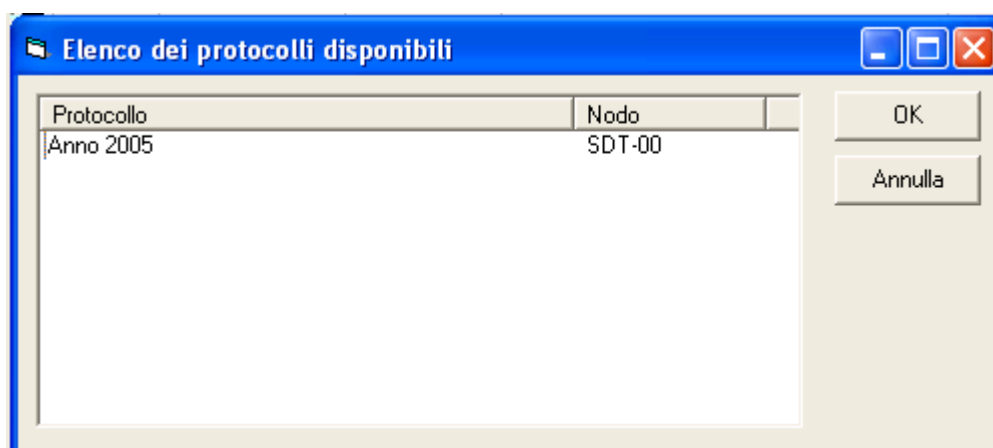 Elenco dei protocolli disponibili
Protocollo Nodo
Anno 2005 SDT-00
OK
Annulla